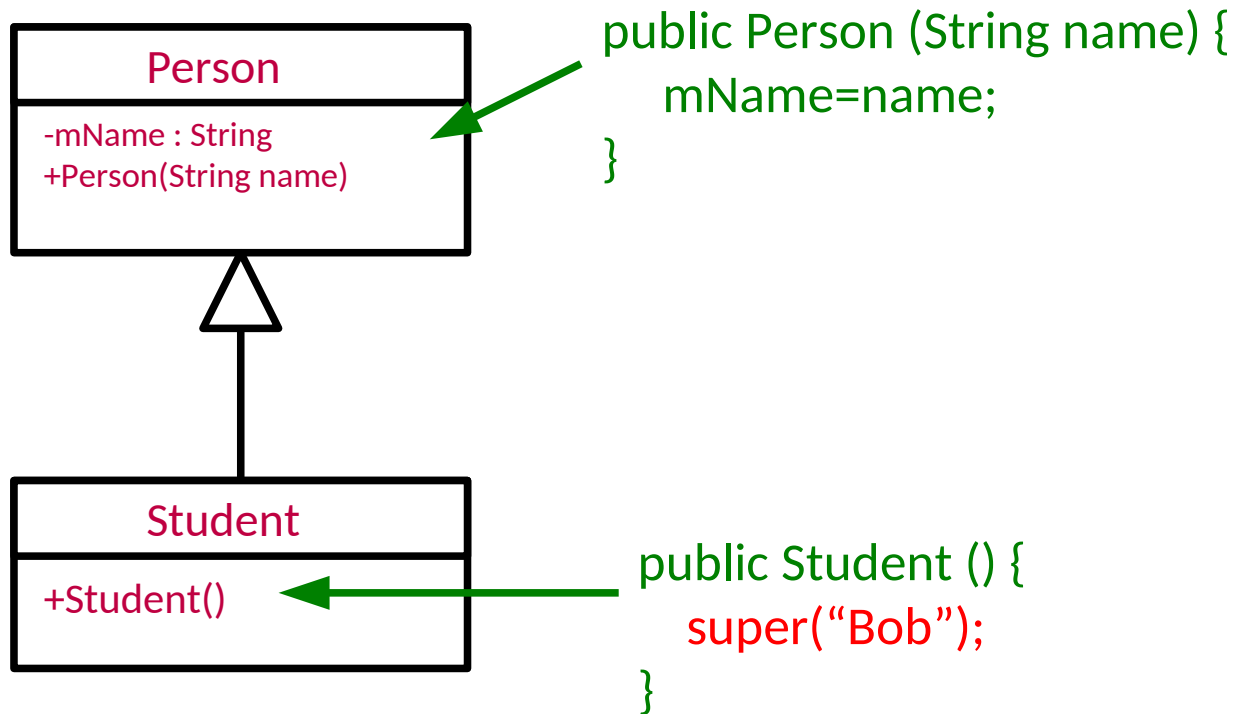 Person
-mName : String
+Person(String name)
public Person (String name) {
mName=name;
}
Student
+Student()
public Student () {
super(“Bob”);
}